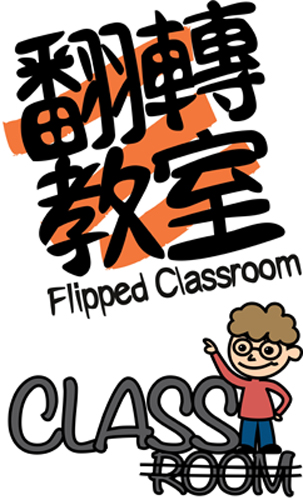 翻轉
教室
Flipped Classroom
CLASS
ROOM